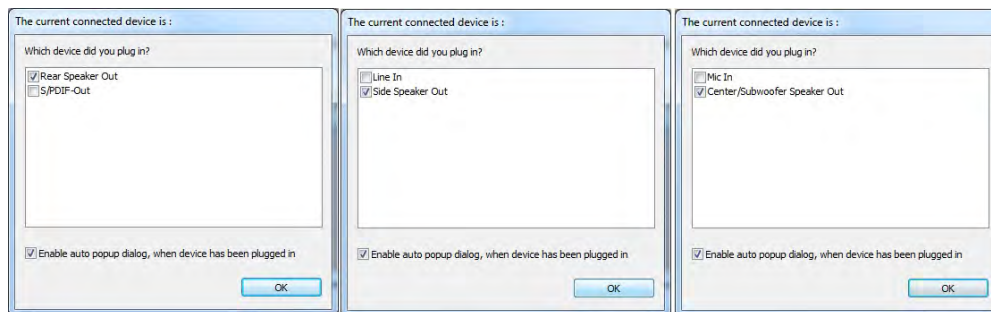 The current connected device is :
Which device did you plug in?
Rear Speaker Out
S/PDIF-Out
Enable auto popup dialog, when device has been plugged in
OK
The current connected device is :
Which device did you plug in?
Line In
Side Speaker Out
Enable auto popup dialog, when device has been plugged in
OK
The current connected device is :
Which device did you plug in?
Mic In
Center/Subwoofer Speaker Out
Enable auto popup dialog, when device has been plugged in
OK